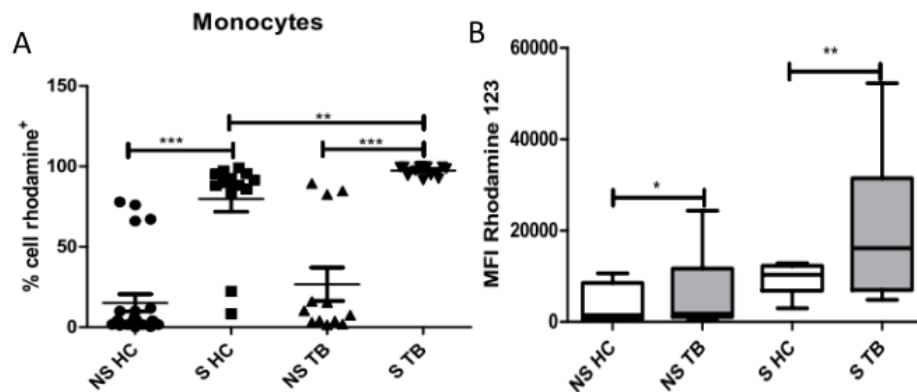 Monocytes
A
% cell rhodamine+
150
100
50
0
***
**
***
NS HC
S HC
NS TB
S TB
B
MFI Rhodamine 123
60000
40000
20000
0
*
**
NS HC
NS TB
S HC
S TB